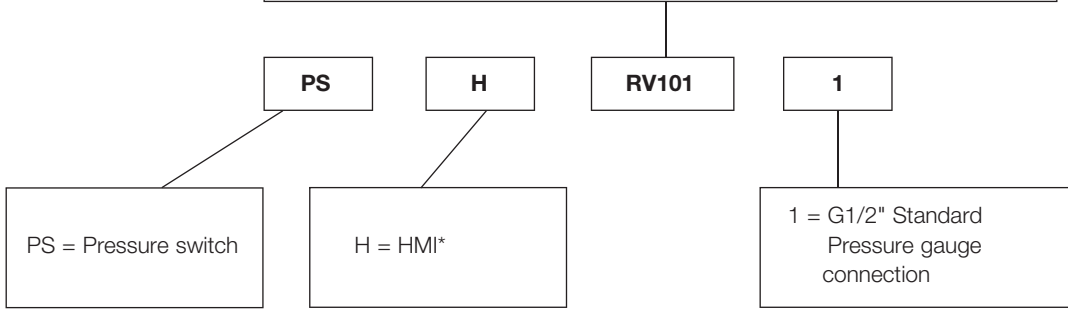 PS H RV101 1
PS = Pressure switch
H = HMI*
1 = G1/2" Standard
Pressure gauge
connection